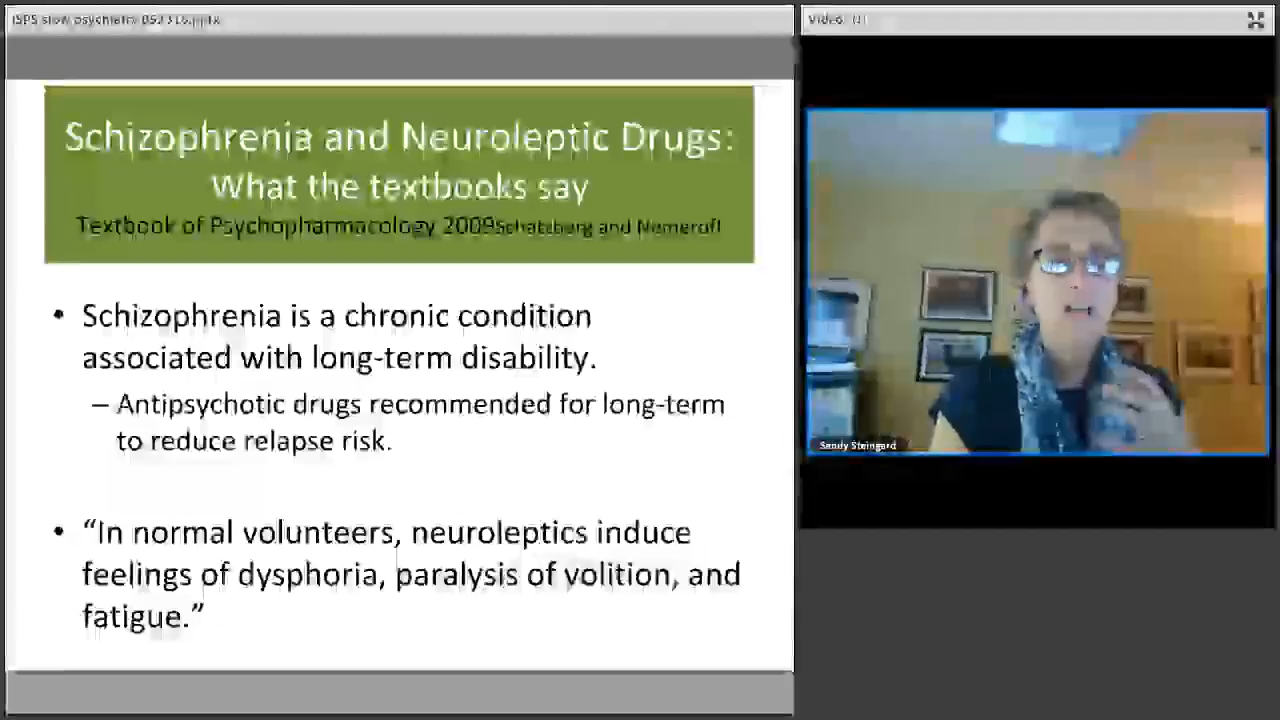 ISPS slow psychiatry 052316.pptx
Video
Schizophrenia and Neuroleptic Drugs:
What the textbooks say
Textbook of Psychopharmacology 2009Schatzberg and Nemeroff
• Schizophrenia is a chronic condition
associated with long-term disability.
– Antipsychotic drugs recommended for long-term
to reduce relapse risk.
• “In normal volunteers, neuroleptics induce
feelings of dysphoria, paralysis of volition, and
fatigue.”
Sandy Steingard